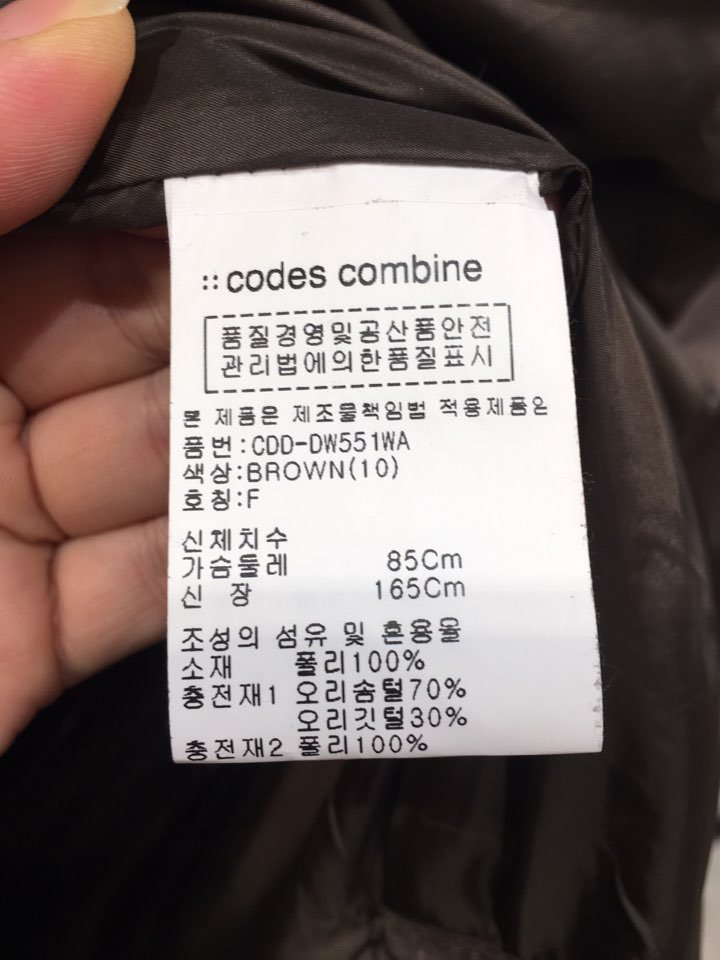 ::codes combine
품질경영및공산품안전
관리법에의한품질표시
본 제품은 제조물책임법 적용제품임
품번:CDD-DW551WA
색상:BROWN(10)
호칭:F
신체치수
가슴둘레 85Cm
신 장 165Cm
조성의 섬유 및 혼용율
소재 폴리100%
충전재1 오리솜털70%
오리깃털30%
충전재2 폴리100%